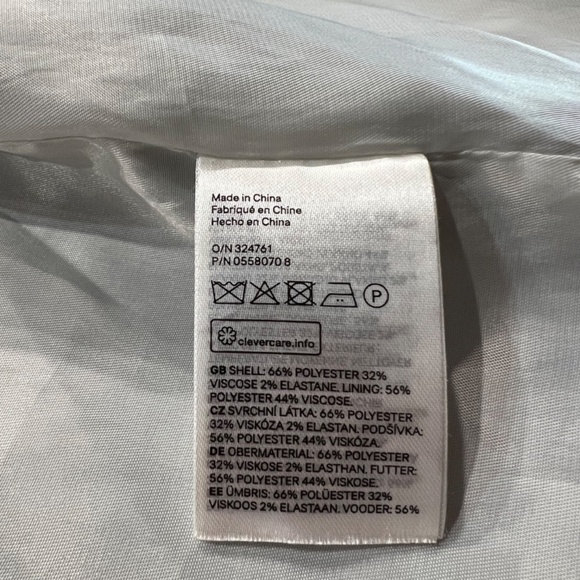 Made in China
Fabriqué en Chine
Hecho en China
O/N 324761
P/N 0558070 8
P
clevercare.info
GB SHELL: 66% POLYESTER 32%
VISCOSE 2% ELASTANE. LINING: 56%
POLYESTER 44% VISCOSE.
CZ SVRCHNÍ LÁTKA: 66% POLYESTER
32% VISKÓZA 2% ELASTAN. PODŠÍVKA:
56% POLYESTER 44% VISKÓZA.
DE OBERMATERIAL: 66% POLYESTER
32% VISKOSE 2% ELASTHAN. FUTTER:
56% POLYESTER 44% VISKOSE.
EE ÜMBRIS: 66% POLÜESTER 32%
VISKOOS 2% ELASTAAN. VOODER: 56%